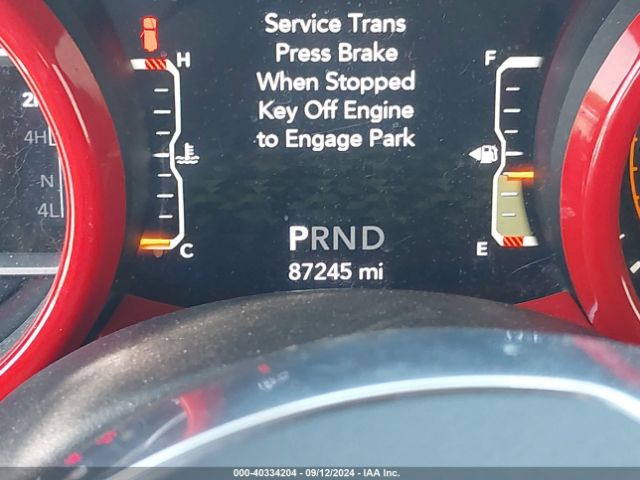 Service Trans
Press Brake
When Stopped
Key Off Engine
to Engage Park
H
F
4H
N
4L
C
E
PRND
87245 mi
000-40334204 - 09/12/2024 - IAA Inc.